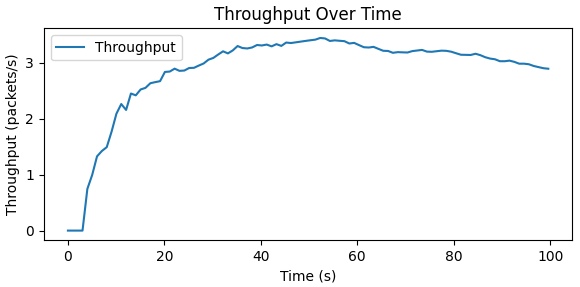 Throughput Over Time
Throughput
Throughput (packets/s)
3
2
1
0
0 20 40 60 80 100
Time (s)